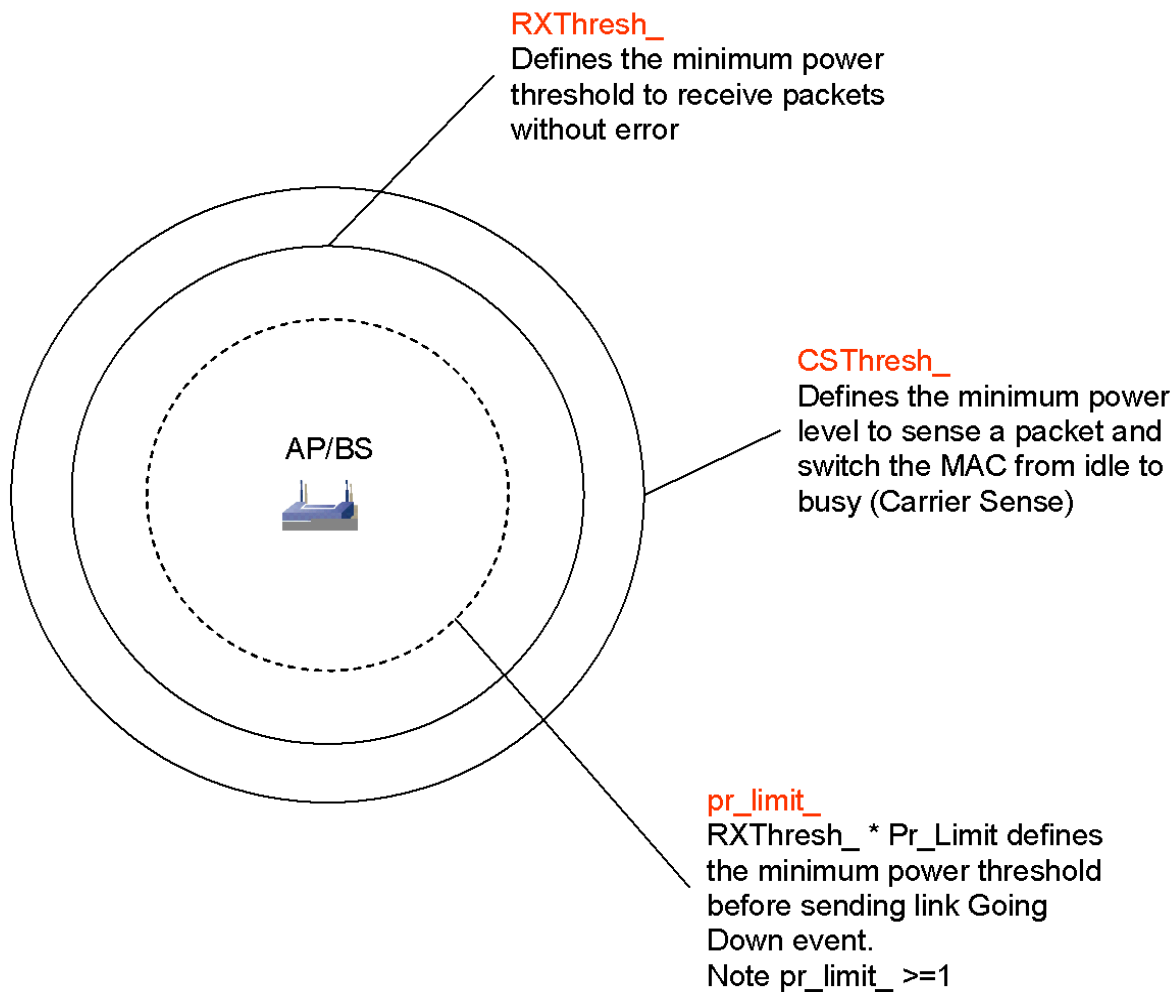 RXThresh_
Defines the minimum power
threshold to receive packets
without error
CSThresh_
Defines the minimum power
level to sense a packet and
switch the MAC from idle to
busy (Carrier Sense)
AP/BS
pr_limit_
RXThresh_ * Pr_Limit defines
the minimum power threshold
before sending link Going
Down event.
Note pr_limit_ >=1